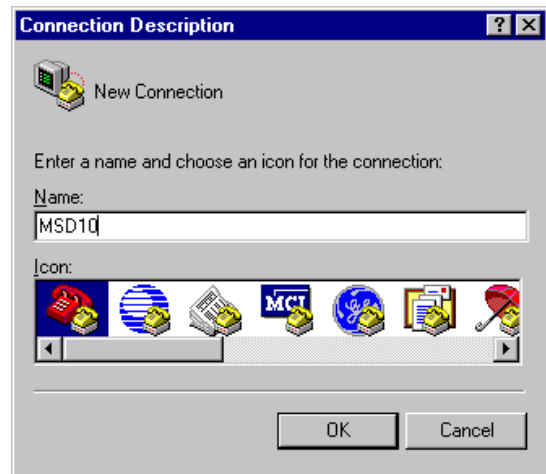 Connection Description
New Connection
Enter a name and choose an icon for the connection:
Name:
MSD10
Icon:
MCI
OK Cancel